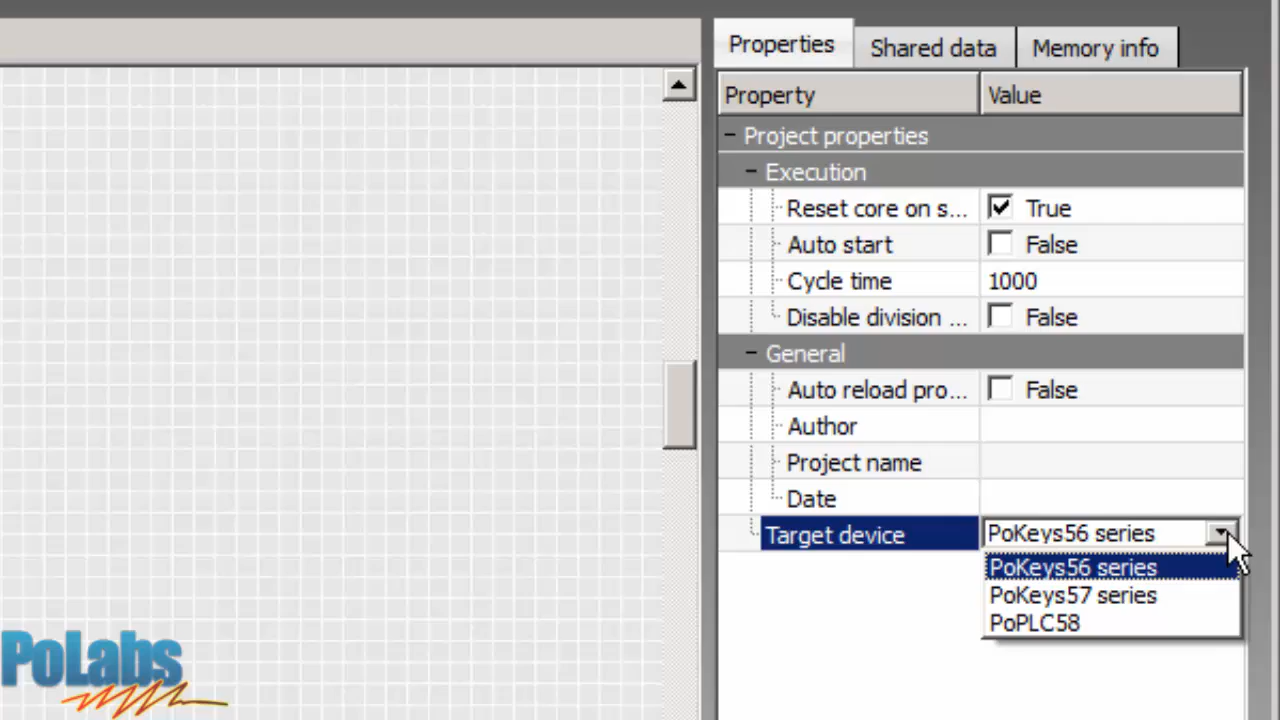 Properties Shared data Memory info
Property Value
Project properties
Execution
Reset core on s... True
Auto start False
Cycle time 1000
Disable division ... False
General
Auto reload pro... False
Author
Project name
Date
Target device PoKeys56 series
PoKeys56 series
PoKeys57 series
PoPLC58
PoLabs